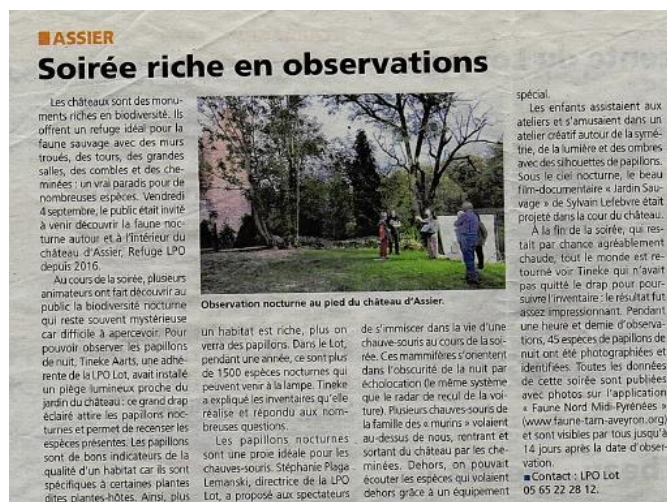 ASSIER
Soirée riche en observations
Les châteaux sont des monu-
ments riches en biodiversité. Ils
offrent un refuge idéal pour la
faune sauvage avec des murs
troués, des tours, des grandes
salles, des combles et des che-
minées : un vrai paradis pour de
nombreuses espèces. Vendredi
4 septembre, le public était invité
à venir découvrir la faune noc-
turne autour et à l'intérieur du
château d'Assier, Refuge LPO
depuis 2016.
Au cours de la soirée, plusieurs
animateurs ont fait découvrir au
public la biodiversité nocturne
qui reste souvent mystérieuse
car difficile à apercevoir. Pour
pouvoir observer les papillons
de nuit, Tineke Aarts, une adhé-
rente de la LPO Lot, avait installé
un piège lumineux proche du
jardin du château : ce grand drap
éclairé attire les papillons noc-
turnes et permet de recenser les
espèces présentes. Les papillons
sont de bons indicateurs de la
qualité d'un habitat car ils sont
spécifiques à certaines plantes
dites plantes-hôtes. Ainsi, plus
Observation nocturne au pied du château d'Assier.
un habitat est riche, plus on
verra des papillons. Dans le Lot,
pendant une année, ce sont plus
de 1500 espèces nocturnes qui
peuvent venir à la lampe. Tineke
a expliqué les inventaires qu'elle
réalise et répondu aux nom-
breuses questions.
Les papillons nocturnes
sont une proie idéale pour les
chauves-souris. Stéphanie Plaga
Lemanski, directrice de la LPO
Lot, a proposé aux spectateurs
de s'immiscer dans la vie d'une
chauve-souris au cours de la soi-
rée. Ces mammifères s'orientent
dans l'obscurité de la nuit par
écholocation (le même système
que le radar de recul de la voi-
ture). Plusieurs chauves-souris de
la famille des « murins » volaient
au-dessus de nous, rentrant et
sortant du château par les che-
minées. Dehors, on pouvait
écouter les espèces qui volaient
dehors grâce à un équipement
spécial.
Les enfants assistaient aux
ateliers et s'amusaient dans un
atelier créatif autour de la symé-
trie, de la lumière et des ombres
avec des silhouettes de papillons.
Sous le ciel nocturne, le beau
film-documentaire « Jardin Sau-
vage » de Sylvain Lefebvre était
projeté dans la cour du château.
À la fin de la soirée, qui res-
tait par chance agréablement
chaude, tout le monde est re-
tourné voir Tineke qui n'avait
pas quitté le drap pour pour-
suivre l'inventaire : le résultat fut
assez impressionnant. Pendant
une heure et demie d'observa-
tions, 45 espèces de papillons de
nuit ont été photographiées et
identifiées. Toutes les données
de cette soirée sont publiées
avec photos sur l'application
« Faune Nord Midi-Pyrénées »
(www.faune-tarn-aveyron.org)
et sont visibles par tous jusqu'à
14 jours après la date d'obser-
vation.
Contact : LPO Lot
05 65 22 28 12.